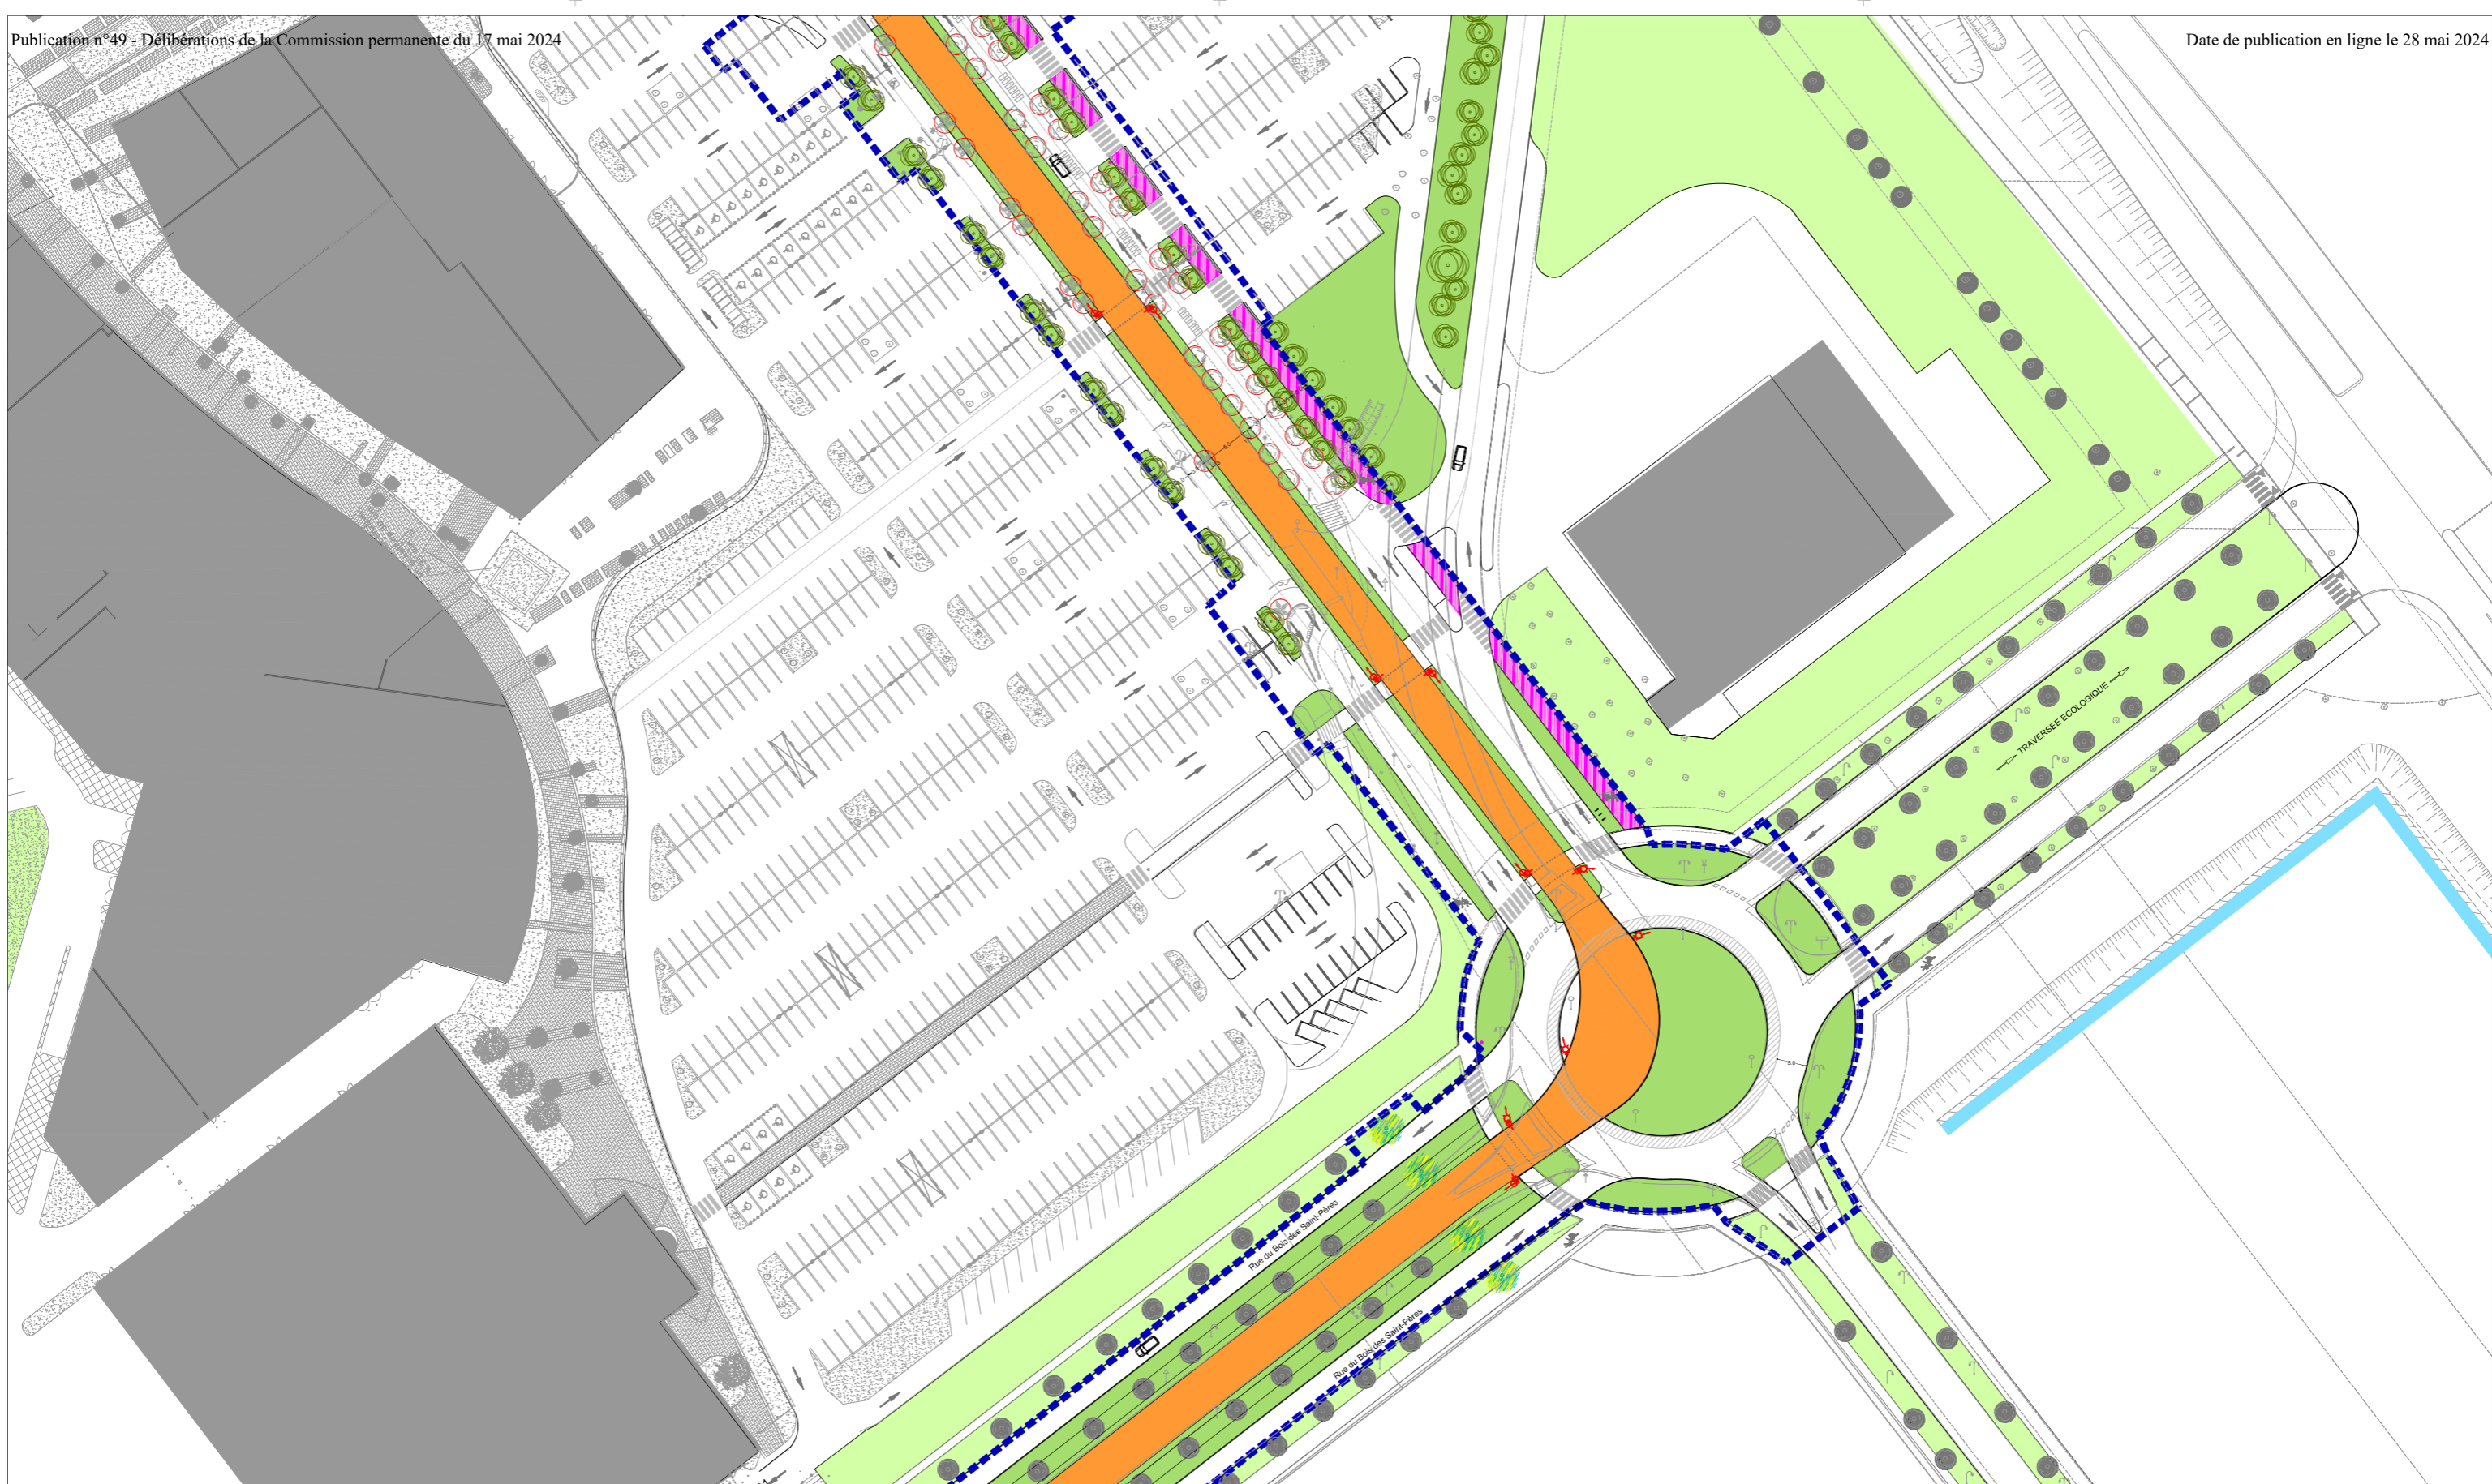 Publication n°49 - Délibérations de la Commission permanente du 17 mai 2024
Date de publication en ligne le 28 mai 2024
TRAVERSEE ECOLOGIQUE
Rue du Bois des Saint-Pères
Rue du Bois des Saint-Pères